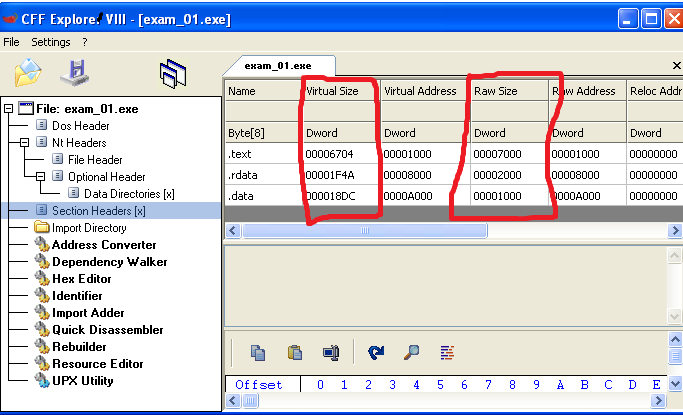 CFF Explorer VIII - [exam_01.exe]
File Settings ?
exam_01.exe
File: exam_01.exe
Dos Header
Nt Headers
File Header
Optional Header
Data Directories [x]
Section Headers [x]
Import Directory
Address Converter
Dependency Walker
Hex Editor
Identifier
Import Adder
Quick Disassembler
Rebuilder
Resource Editor
UPX Utility
Name Virtual Size Virtual Address Raw Size Raw Address Reloc Addr
Byte[8] Dword Dword Dword Dword Dword
.text 00006704 00001000 00007000 00001000 00000000
.rdata 00001F4A 00008000 00002000 00008000 00000000
.data 000018DC 0000A000 00001000 0000A000 00000000
Offset 0 1 2 3 4 5 6 7 8 9 A B C D E